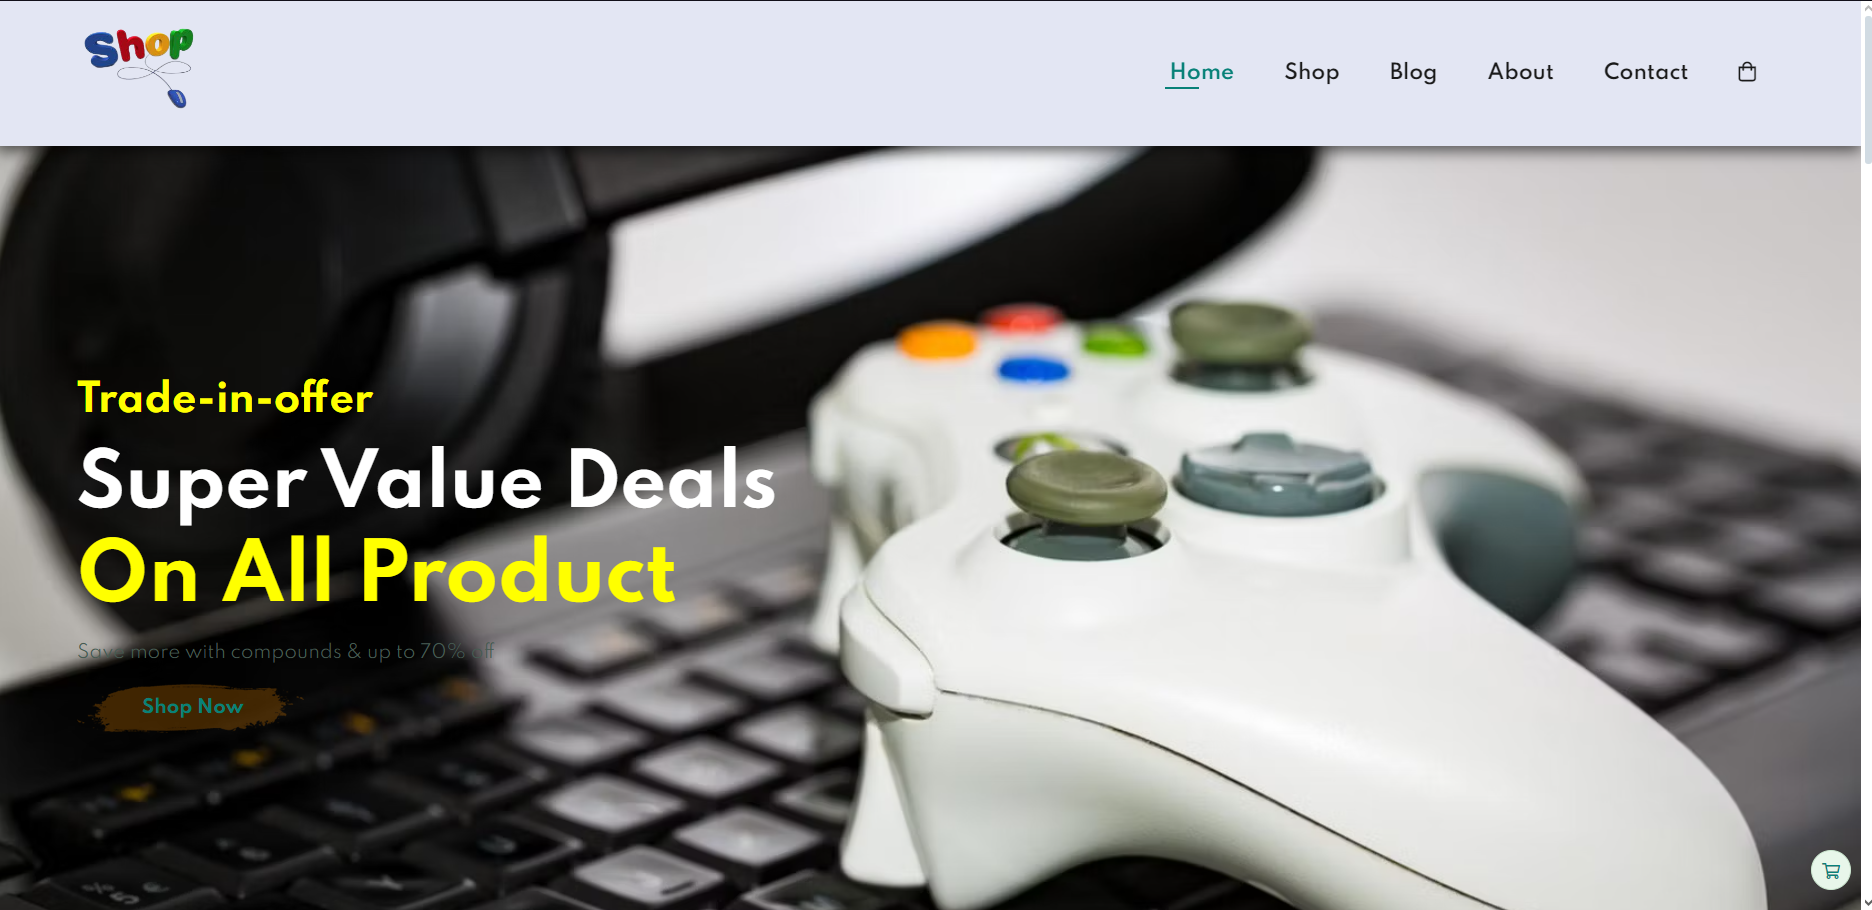 Shop
Home Shop Blog About Contact
Trade-in-offer
Super Value Deals
On All Product
Save more with compounds & up to 70% off
Shop Now